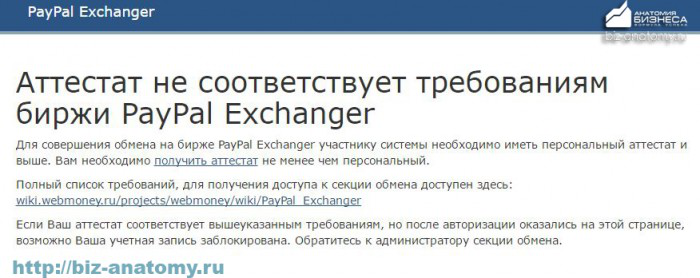 PayPal Exchanger
АНАТОМИЯ
БИЗНЕСА
biz-anatomy.ru
Аттестат не соответствует требованиям
биржи PayPal Exchanger
Для совершения обмена на бирже PayPal Exchanger участнику системы необходимо иметь персональный аттестат и
выше. Вам необходимо получить аттестат не менее чем персональный.
Полный список требований, для получения доступа к секции обмена доступен здесь:
wiki.webmoney.ru/projects/webmoney/wiki/PayPal_Exchanger
Если Ваш аттестат соответствует вышеуказанным требованиям, но после авторизации оказались на этой странице,
возможно Ваша учетная запись заблокирована. Обратитесь к администратору секции обмена.
http://biz-anatomy.ru